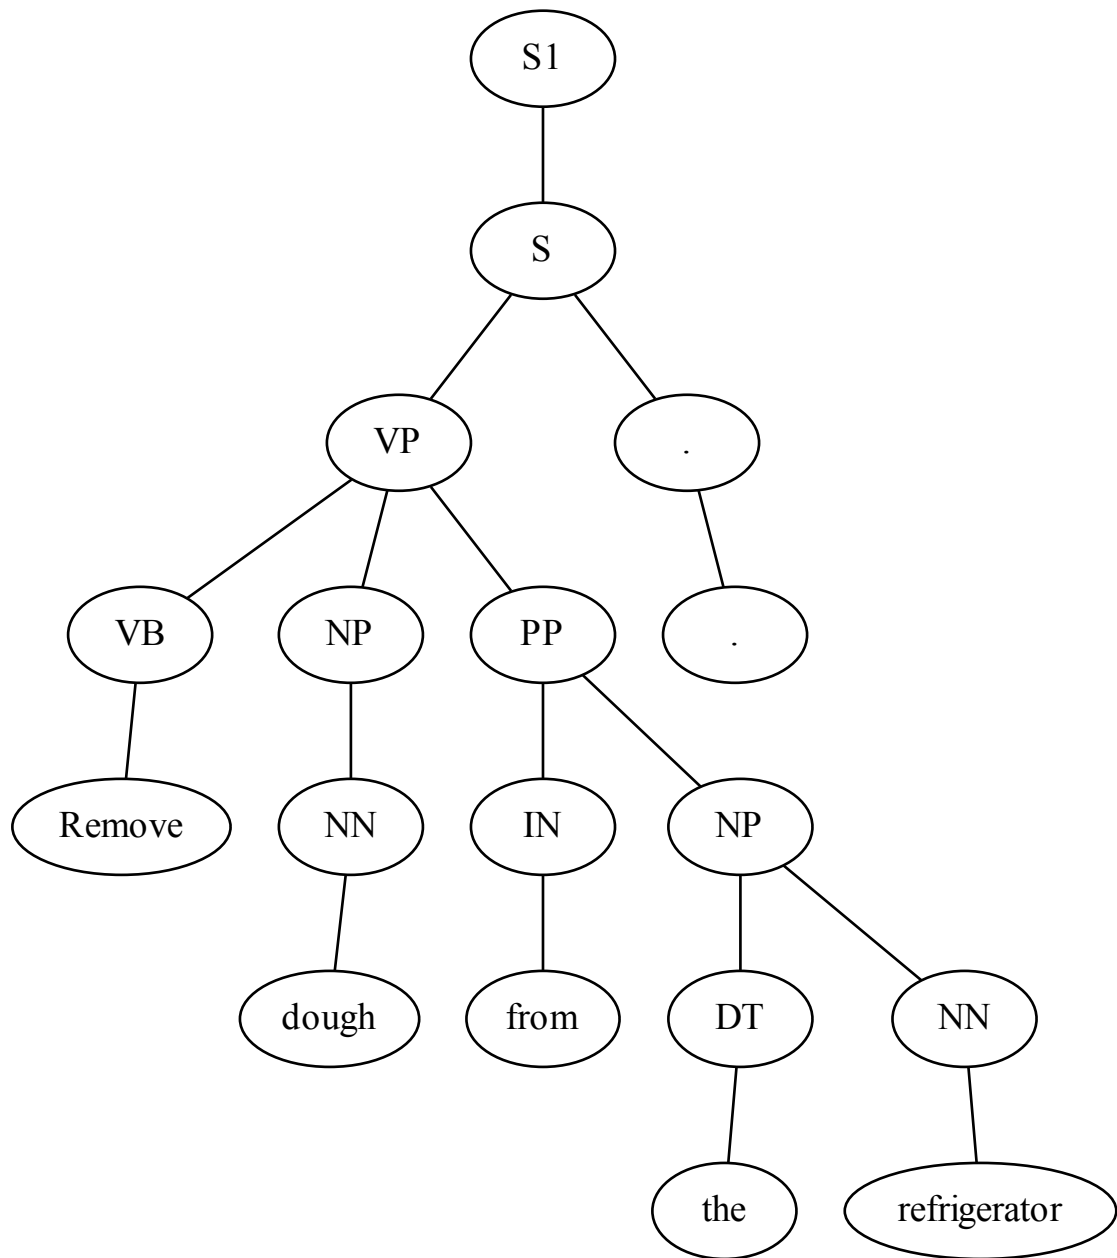 S1
S
VP .
VB NP PP .
Remove NN IN NP
dough from DT NN
the refrigerator